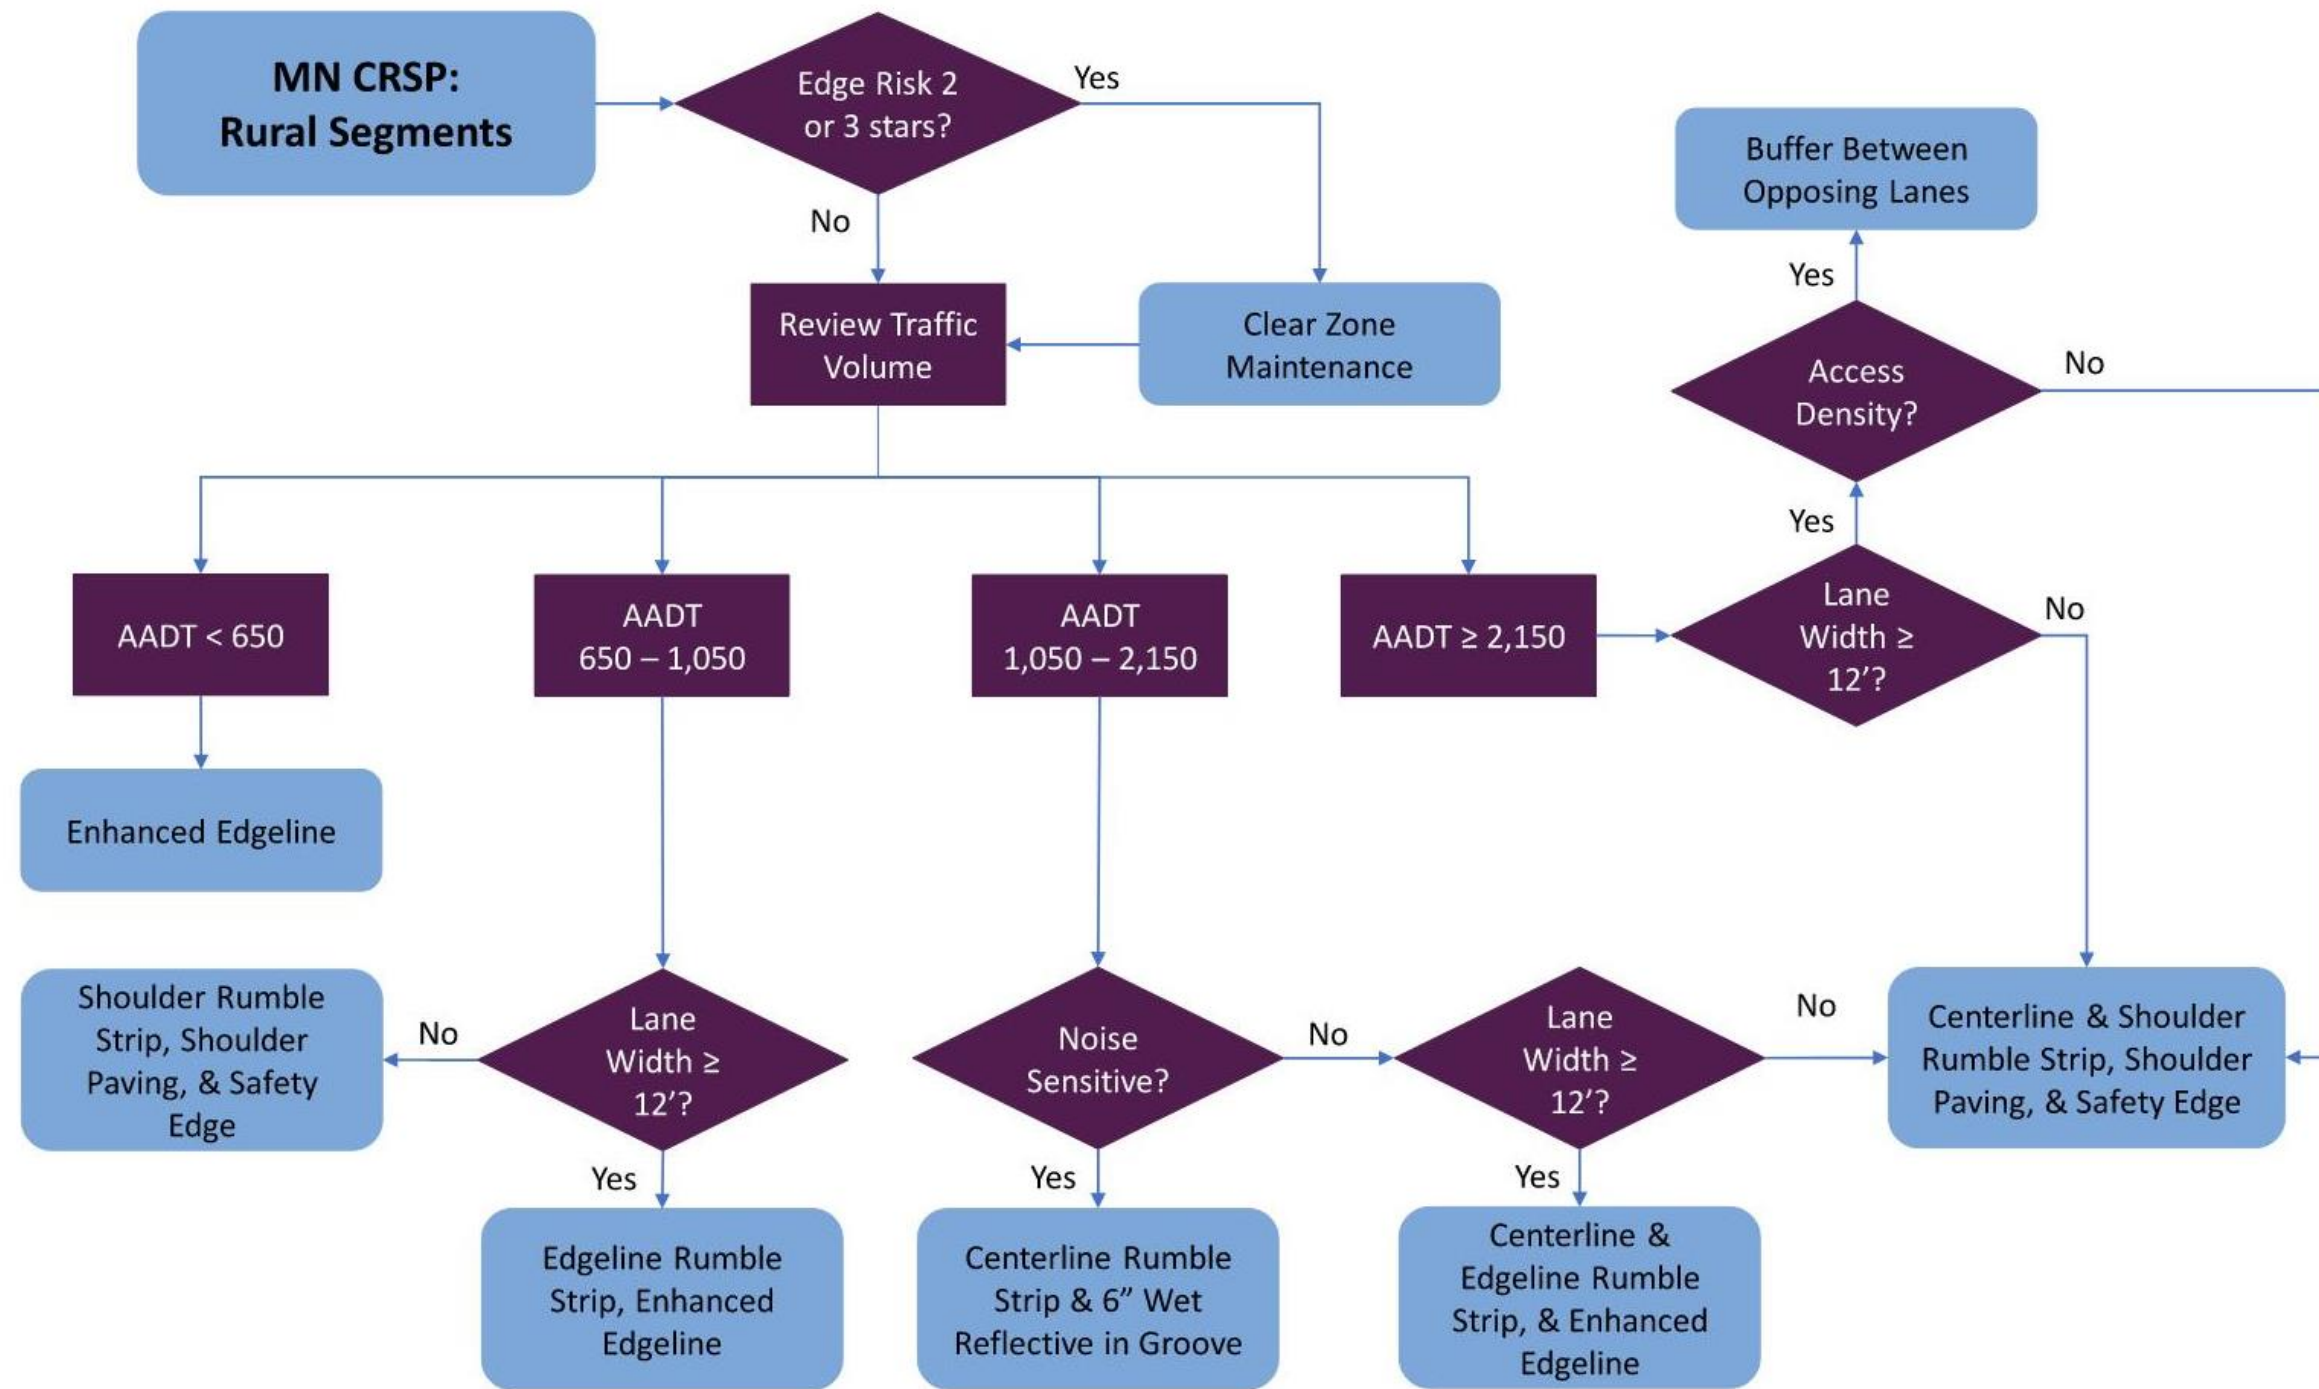 MN CRSP:
Rural Segments
Edge Risk 2
or 3 stars?
Yes
No
Review Traffic
Volume
Clear Zone
Maintenance
Buffer Between
Opposing Lanes
Yes
Access
Density?
No
Yes
AADT < 650
AADT
650 – 1,050
AADT
1,050 – 2,150
AADT ≥ 2,150
Lane
Width ≥
12’?
No
Enhanced Edgeline
Shoulder Rumble
Strip, Shoulder
Paving, & Safety
Edge
No
Lane
Width ≥
12’?
Yes
Edgeline Rumble
Strip, Enhanced
Edgeline
Noise
Sensitive?
Yes
Centerline Rumble
Strip & 6” Wet
Reflective in Groove
No
Lane
Width ≥
12’?
Yes
Centerline &
Edgeline Rumble
Strip, & Enhanced
Edgeline
No
Centerline & Shoulder
Rumble Strip, Shoulder
Paving, & Safety Edge